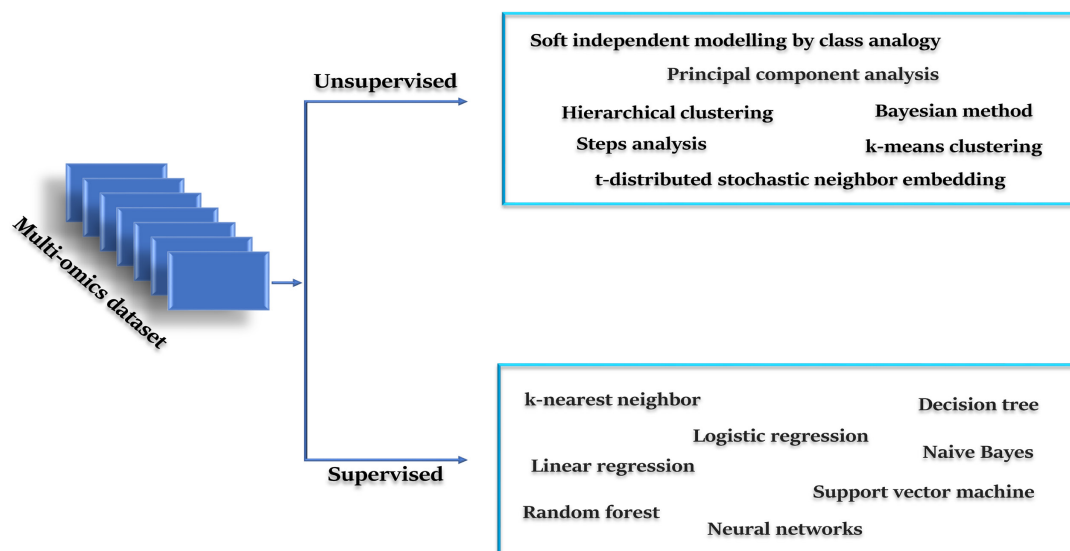 Multi-omics dataset
Unsupervised
Soft independent modelling by class analogy
Principal component analysis
Hierarchical clustering
Bayesian method
Steps analysis
k-means clustering
t-distributed stochastic neighbor embedding
Supervised
k-nearest neighbor
Decision tree
Logistic regression
Naive Bayes
Linear regression
Support vector machine
Random forest
Neural networks